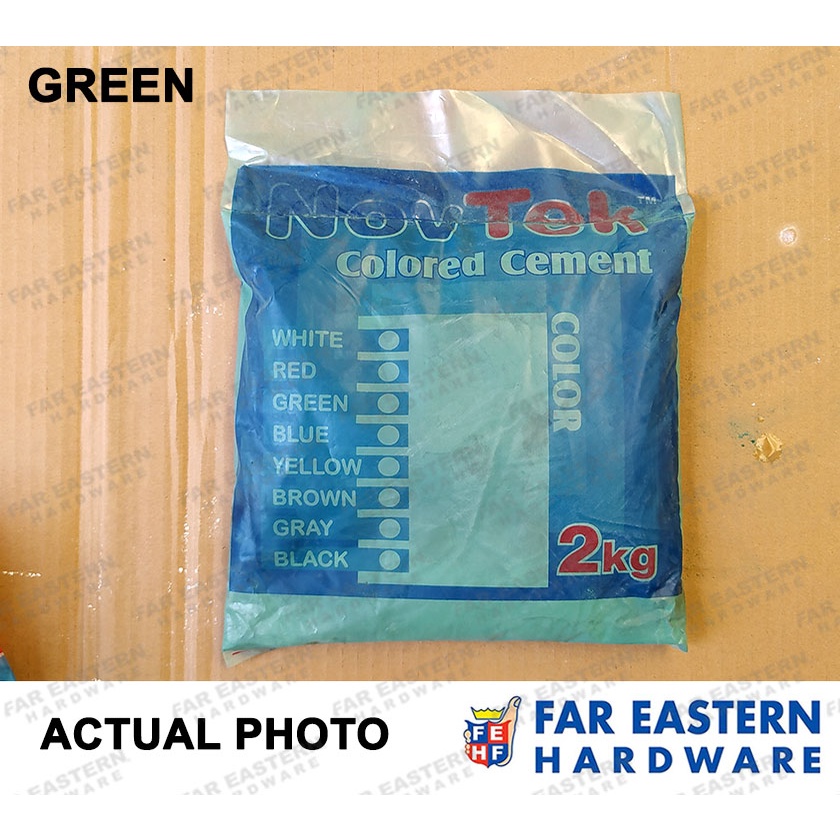 GREEN
NovTek™
Colored Cement
COLOR
WHITE
RED
GREEN
BLUE
YELLOW
BROWN
GRAY
BLACK
2kg
ACTUAL PHOTO
FEHF
FAR EASTERN
HARDWARE